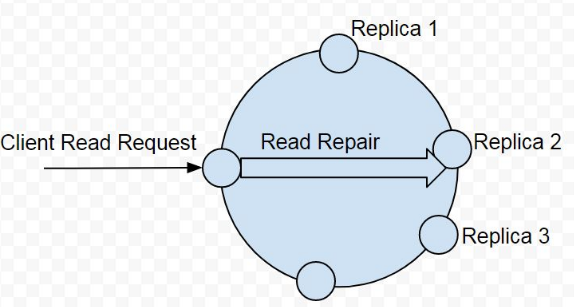 Replica 1
Client Read Request
Read Repair
Replica 2
Replica 3